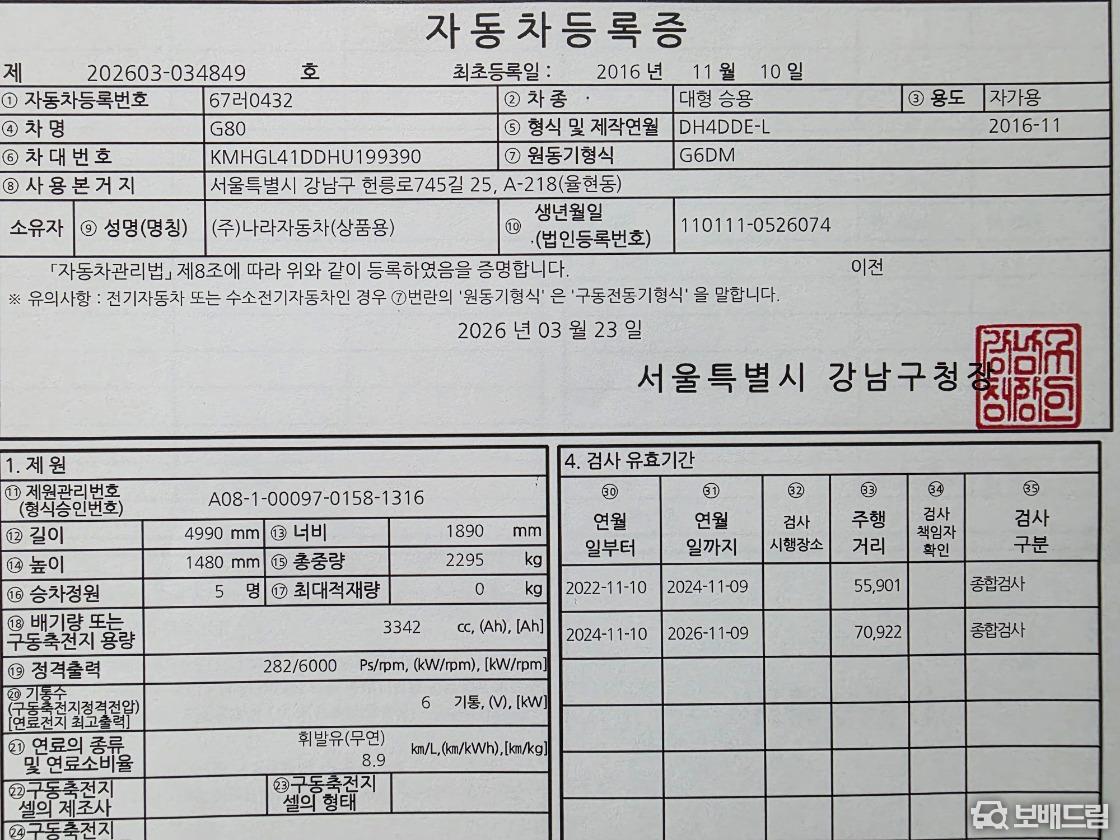 자동차등록증
제 202603-034849 호 최초등록일 : 2016 년 11 월 10 일
① 자동차등록번호 67러0432 ② 차 종 대형 승용 ③ 용도 자가용
④ 차 명 G80 ⑤ 형식 및 제작연월 DH4DDE-L 2016-11
⑥ 차 대 번 호 KMHGL41DDHU199390 ⑦ 원동기형식 G6DM
⑧ 사 용 본 거 지 서울특별시 강남구 헌릉로745길 25, A-218(율현동)
소유자 ⑨ 성명(명칭) (주)나라자동차(상품용) ⑩ 생년월일
(법인등록번호) 110111-0526074
「자동차관리법」 제8조에 따라 위와 같이 등록하였음을 증명합니다. 이전
※ 유의사항 : 전기자동차 또는 수소전기자동차인 경우 ⑦번란의 '원동기형식' 은 '구동전동기형식' 을 말합니다.
2026 년 03 월 23 일
서울특별시 강남구청장
1. 제 원
⑪ 제원관리번호
(형식승인번호) A08-1-00097-0158-1316
⑫ 길이 4990 mm ⑬ 너비 1890 mm
⑭ 높이 1480 mm ⑮ 총중량 2295 kg
⑯ 승차정원 5 명 ⑰ 최대적재량 0 kg
⑱ 배기량 또는
구동축전지 용량 3342 cc, (Ah), [Ah]
⑲ 정격출력 282/6000 Ps/rpm, (kW/rpm), [kW/rpm]
⑳ 기통수
(구동축전지정격전압)
[연료전지 최고출력] 6 기통, (V), [kW]
㉑ 연료의 종류
및 연료소비율 휘발유(무연)
8.9 km/L,(km/kWh),[km/kg]
㉒구동축전지
셀의 제조사
㉓구동축전지
셀의 형태
㉔구동축전지
4. 검사 유효기간
㉚ ㉛ ㉜ ㉝ ㉞ ㉟
연월
일부터
연월
일까지
검사
시행장소
주행
거리
검사
책임자
확인
검사
구분
2022-11-10 2024-11-09 55,901 종합검사
2024-11-10 2026-11-09 70,922 종합검사
보배드림